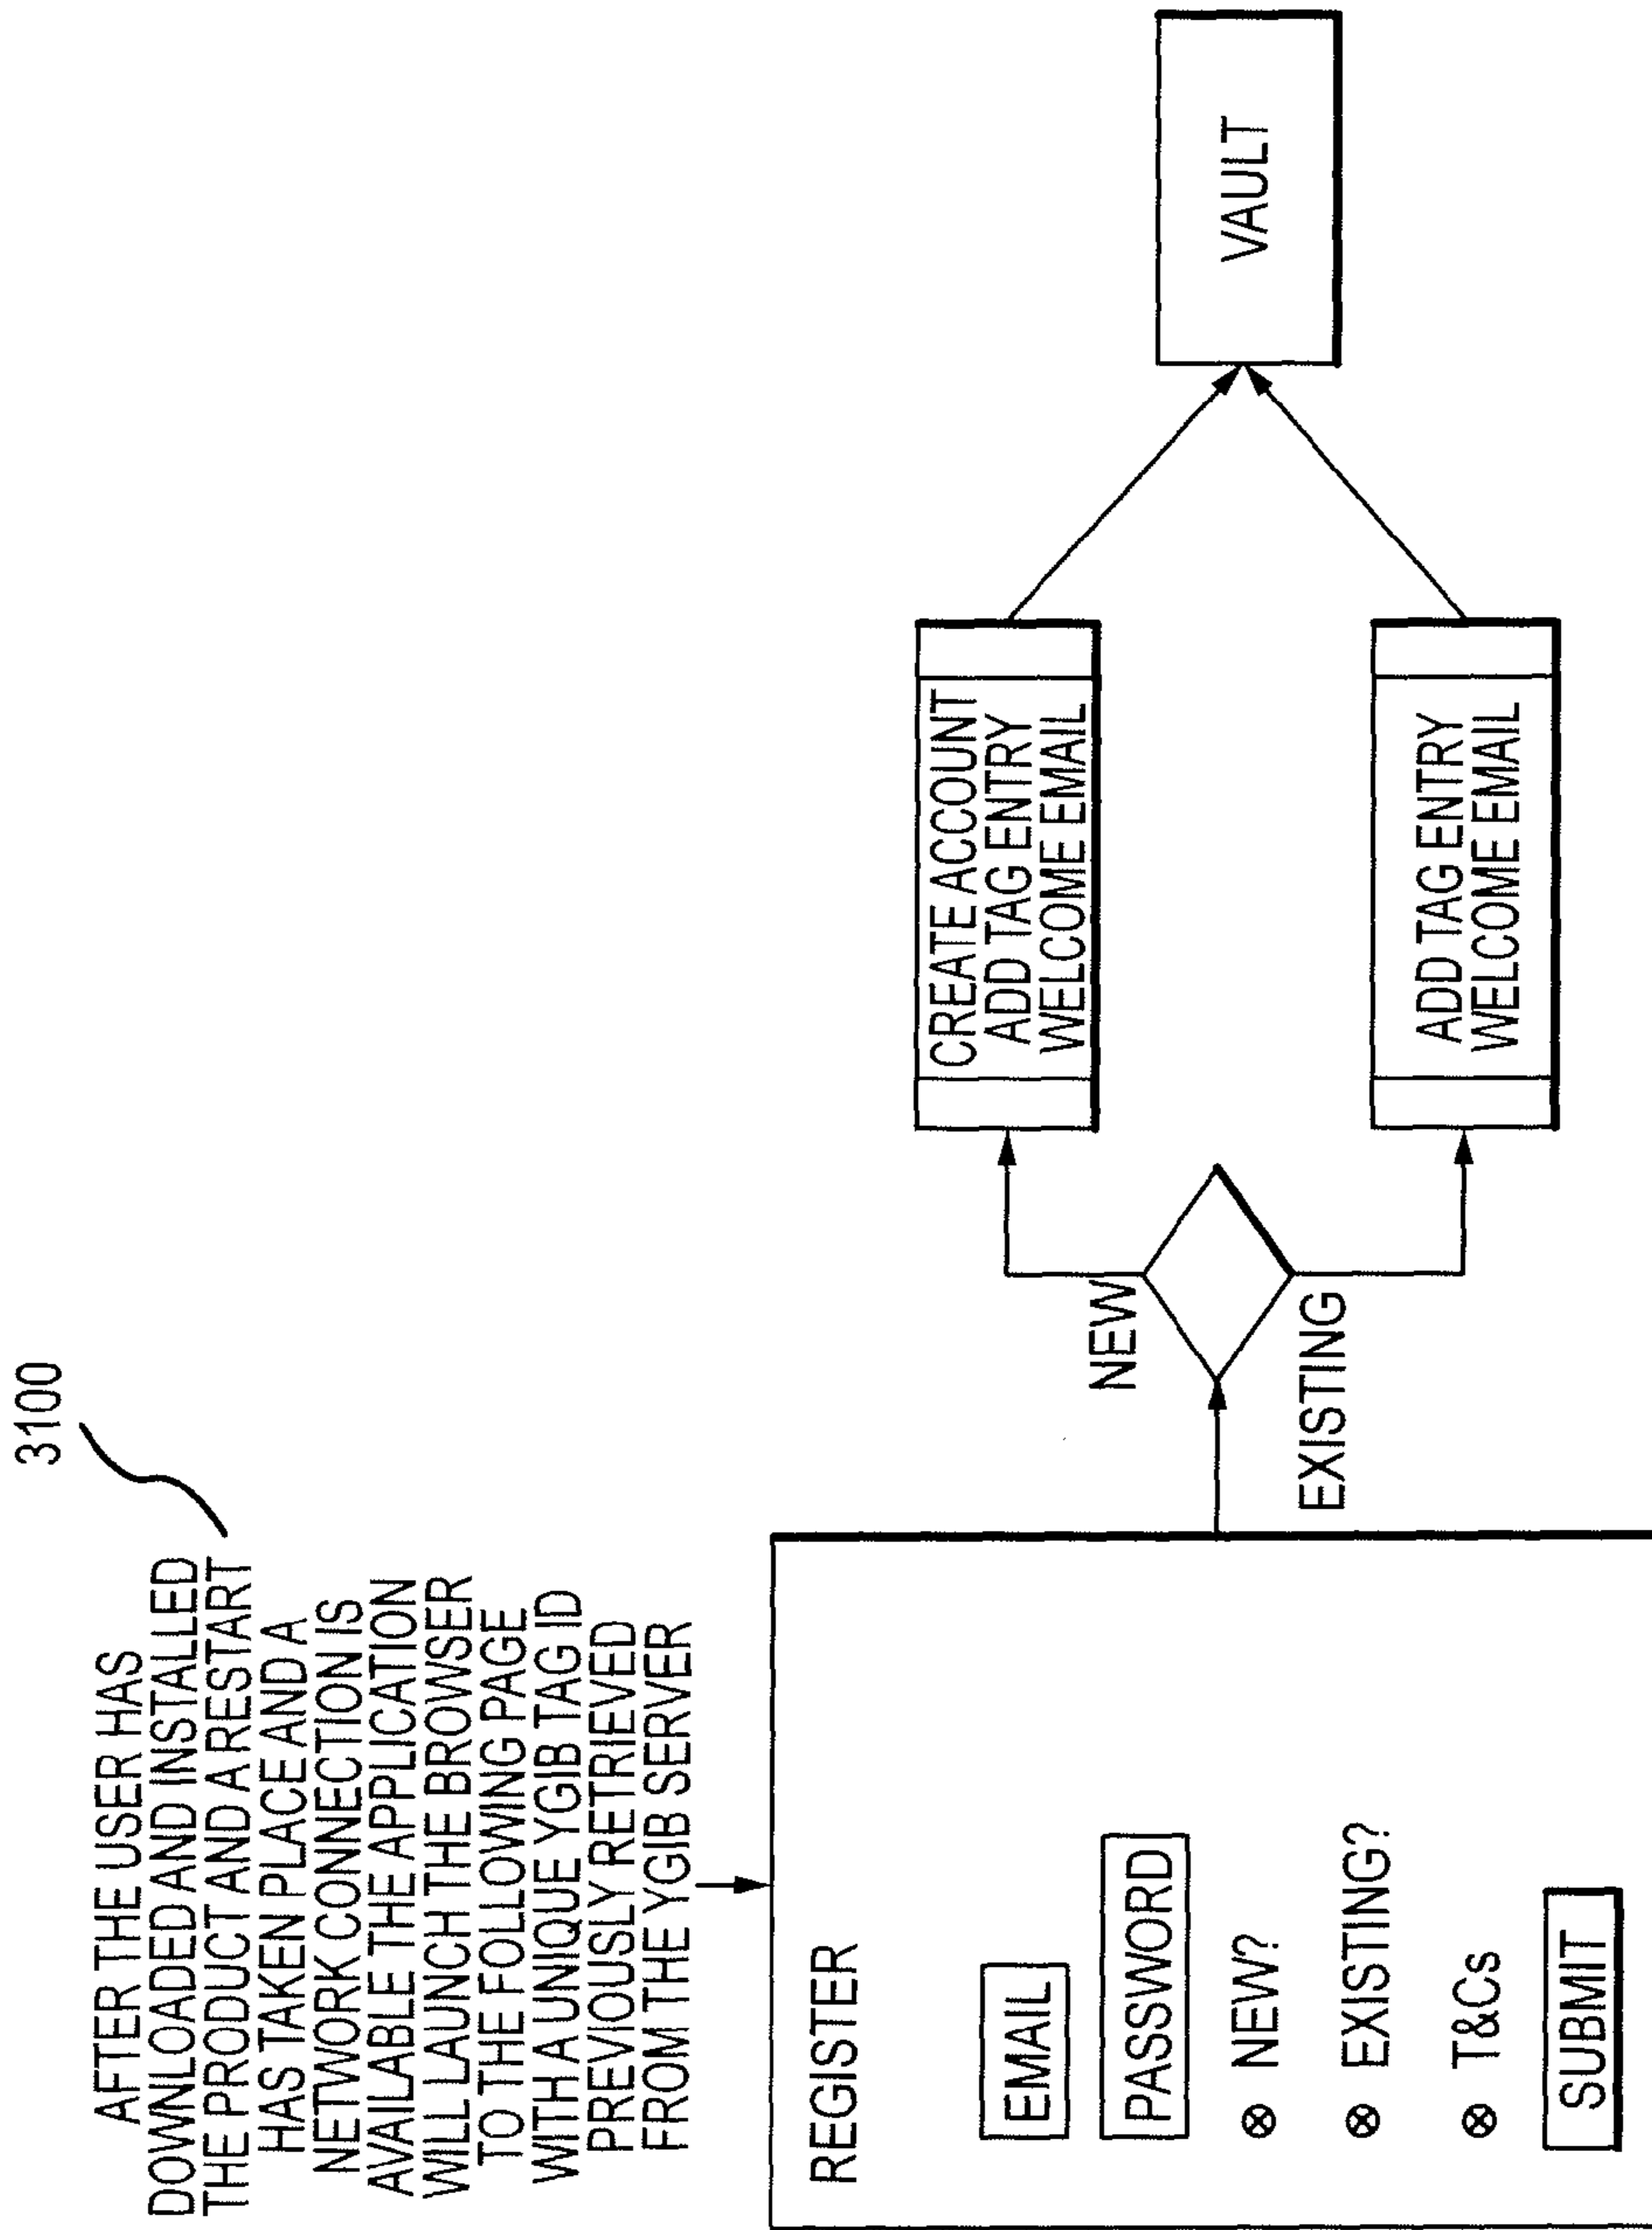 3100
AFTER THE USER HAS
DOWNLOADED AND INSTALLED
THE PRODUCT AND A RESTART
HAS TAKEN PLACE AND A
NETWORK CONNECTION IS
AVAILABLE THE APPLICATION
WILL LAUNCH THE BROWSER
TO THE FOLLOWING PAGE
WITH A UNIQUE YGIB TAG ID
PREVIOUSLY RETRIEVED
FROM THE YGIB SERVER
REGISTER
EMAIL
PASSWORD
⊗ NEW?
⊗ EXISTING?
⊗ T&Cs
SUBMIT
NEW
EXISTING
CREATE ACCOUNT
ADD TAG ENTRY
WELCOME EMAIL
ADD TAG ENTRY
WELCOME EMAIL
VAULT